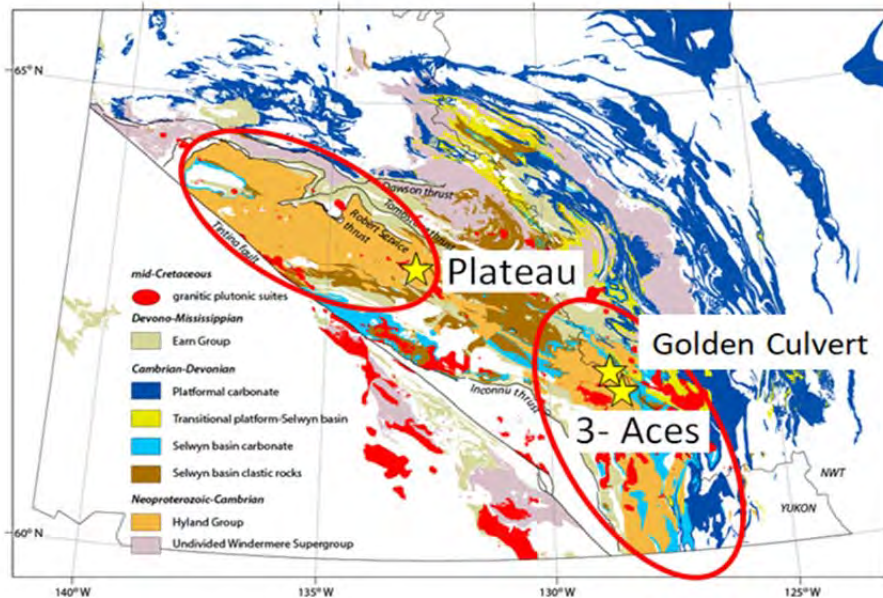 65° N
Dawson thrust
Tombstone thrust
Robert Service
thrust
Tintina fault
Plateau
mid-Cretaceous
granitic plutonic suites
Devono-Mississippian
Earn Group
Golden Culvert
Cambrian-Devonian
Platformal carbonate
Inconnu thrust
Transitional platform-Selwyn basin
3- Aces
Selwyn basin carbonate
Selwyn basin clastic rocks
NWT
Neoproterozoic-Cambrian
YUKON
Hyland Group
60° N
Undivided Windermere Supergroup
140°W
135°W
130°W
125°W